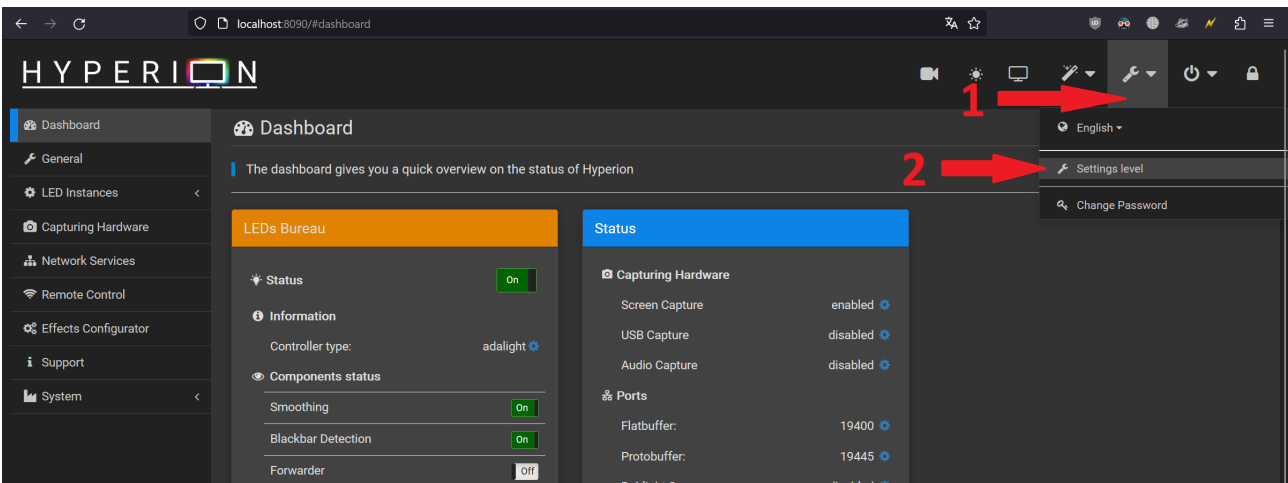 localhost:8090/#dashboard
HYPERION
1
Dashboard
General
LED Instances
Capturing Hardware
Network Services
Remote Control
Effects Configurator
Support
System
Dashboard
The dashboard gives you a quick overview on the status of Hyperion
English
2
Settings level
Change Password
LEDs Bureau
Status
On
Information
Controller type: adalight
Components status
Smoothing On
Blackbar Detection On
Forwarder Off
Status
Capturing Hardware
Screen Capture enabled
USB Capture disabled
Audio Capture disabled
Ports
Flatbuffer: 19400
Protobuffer: 19445